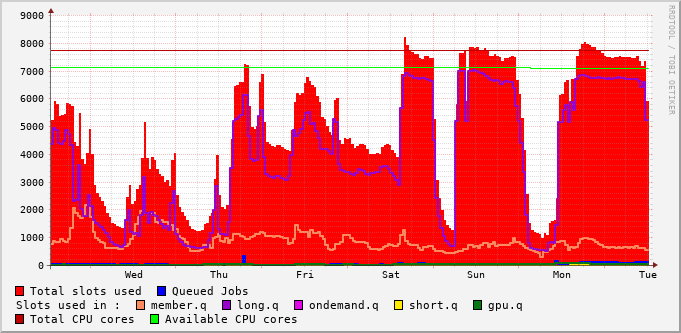 9000
8000
7000
6000
5000
4000
3000
2000
1000
0
Wed Thu Fri Sat Sun Mon Tue
RRDTOOL / TOBI OETIKER
Total slots used Queued Jobs
Slots used in : member.q long.q ondemand.q short.q gpu.q
Total CPU cores Available CPU cores